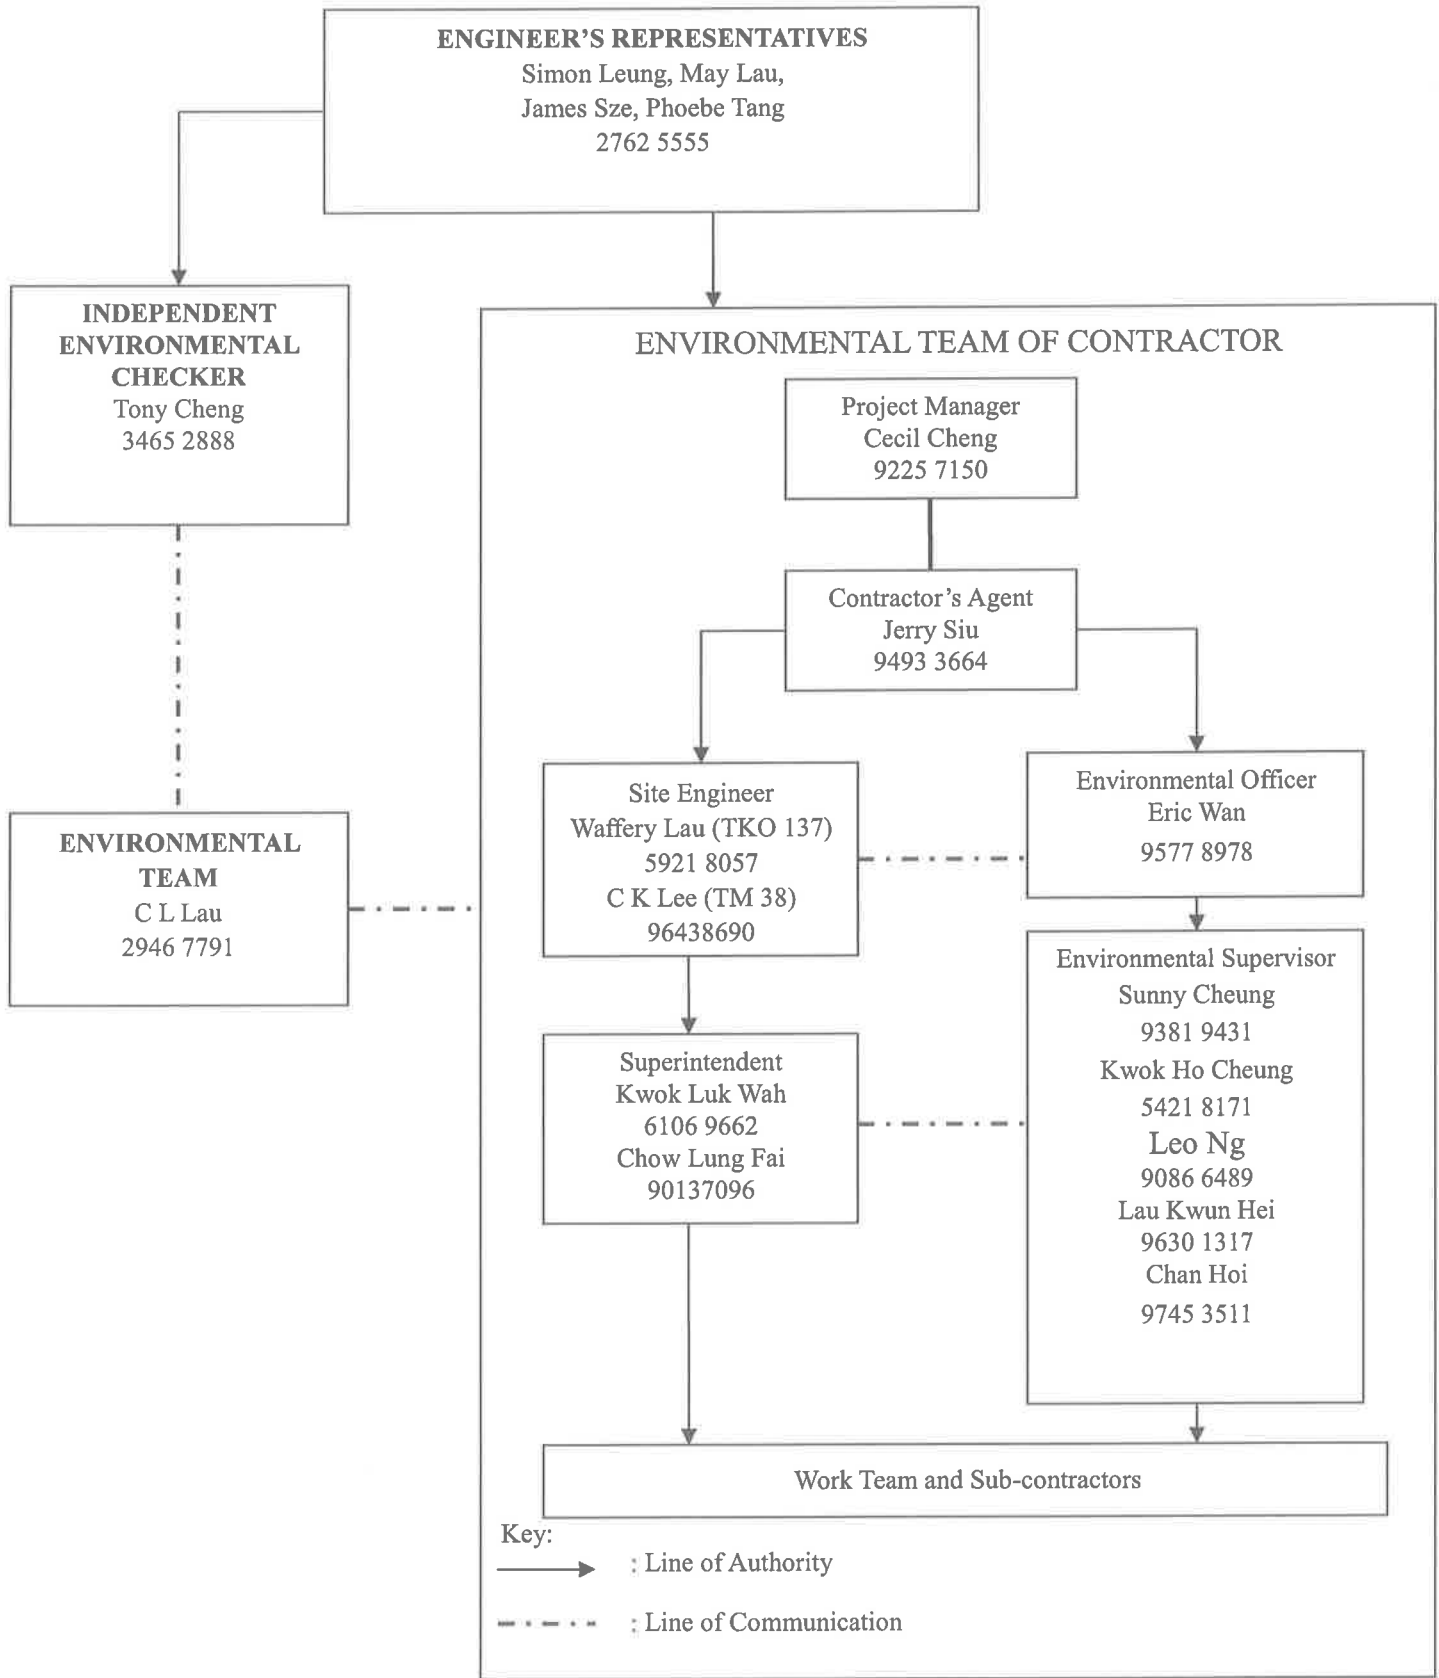 ENGINEER’S REPRESENTATIVES
Simon Leung, May Lau,
James Sze, Phoebe Tang
2762 5555
INDEPENDENT
ENVIRONMENTAL
CHECKER
Tony Cheng
3465 2888
ENVIRONMENTAL
TEAM
C L Lau
2946 7791
ENVIRONMENTAL TEAM OF CONTRACTOR
Project Manager
Cecil Cheng
9225 7150
Contractor’s Agent
Jerry Siu
9493 3664
Site Engineer
Waffery Lau (TKO 137)
5921 8057
C K Lee (TM 38)
96438690
Environmental Officer
Eric Wan
9577 8978
Superintendent
Kwok Luk Wah
6106 9662
Chow Lung Fai
90137096
Environmental Supervisor
Sunny Cheung
9381 9431
Kwok Ho Cheung
5421 8171
Leo Ng
9086 6489
Lau Kwun Hei
9630 1317
Chan Hoi
9745 3511
Work Team and Sub-contractors
Key:
: Line of Authority
: Line of Communication